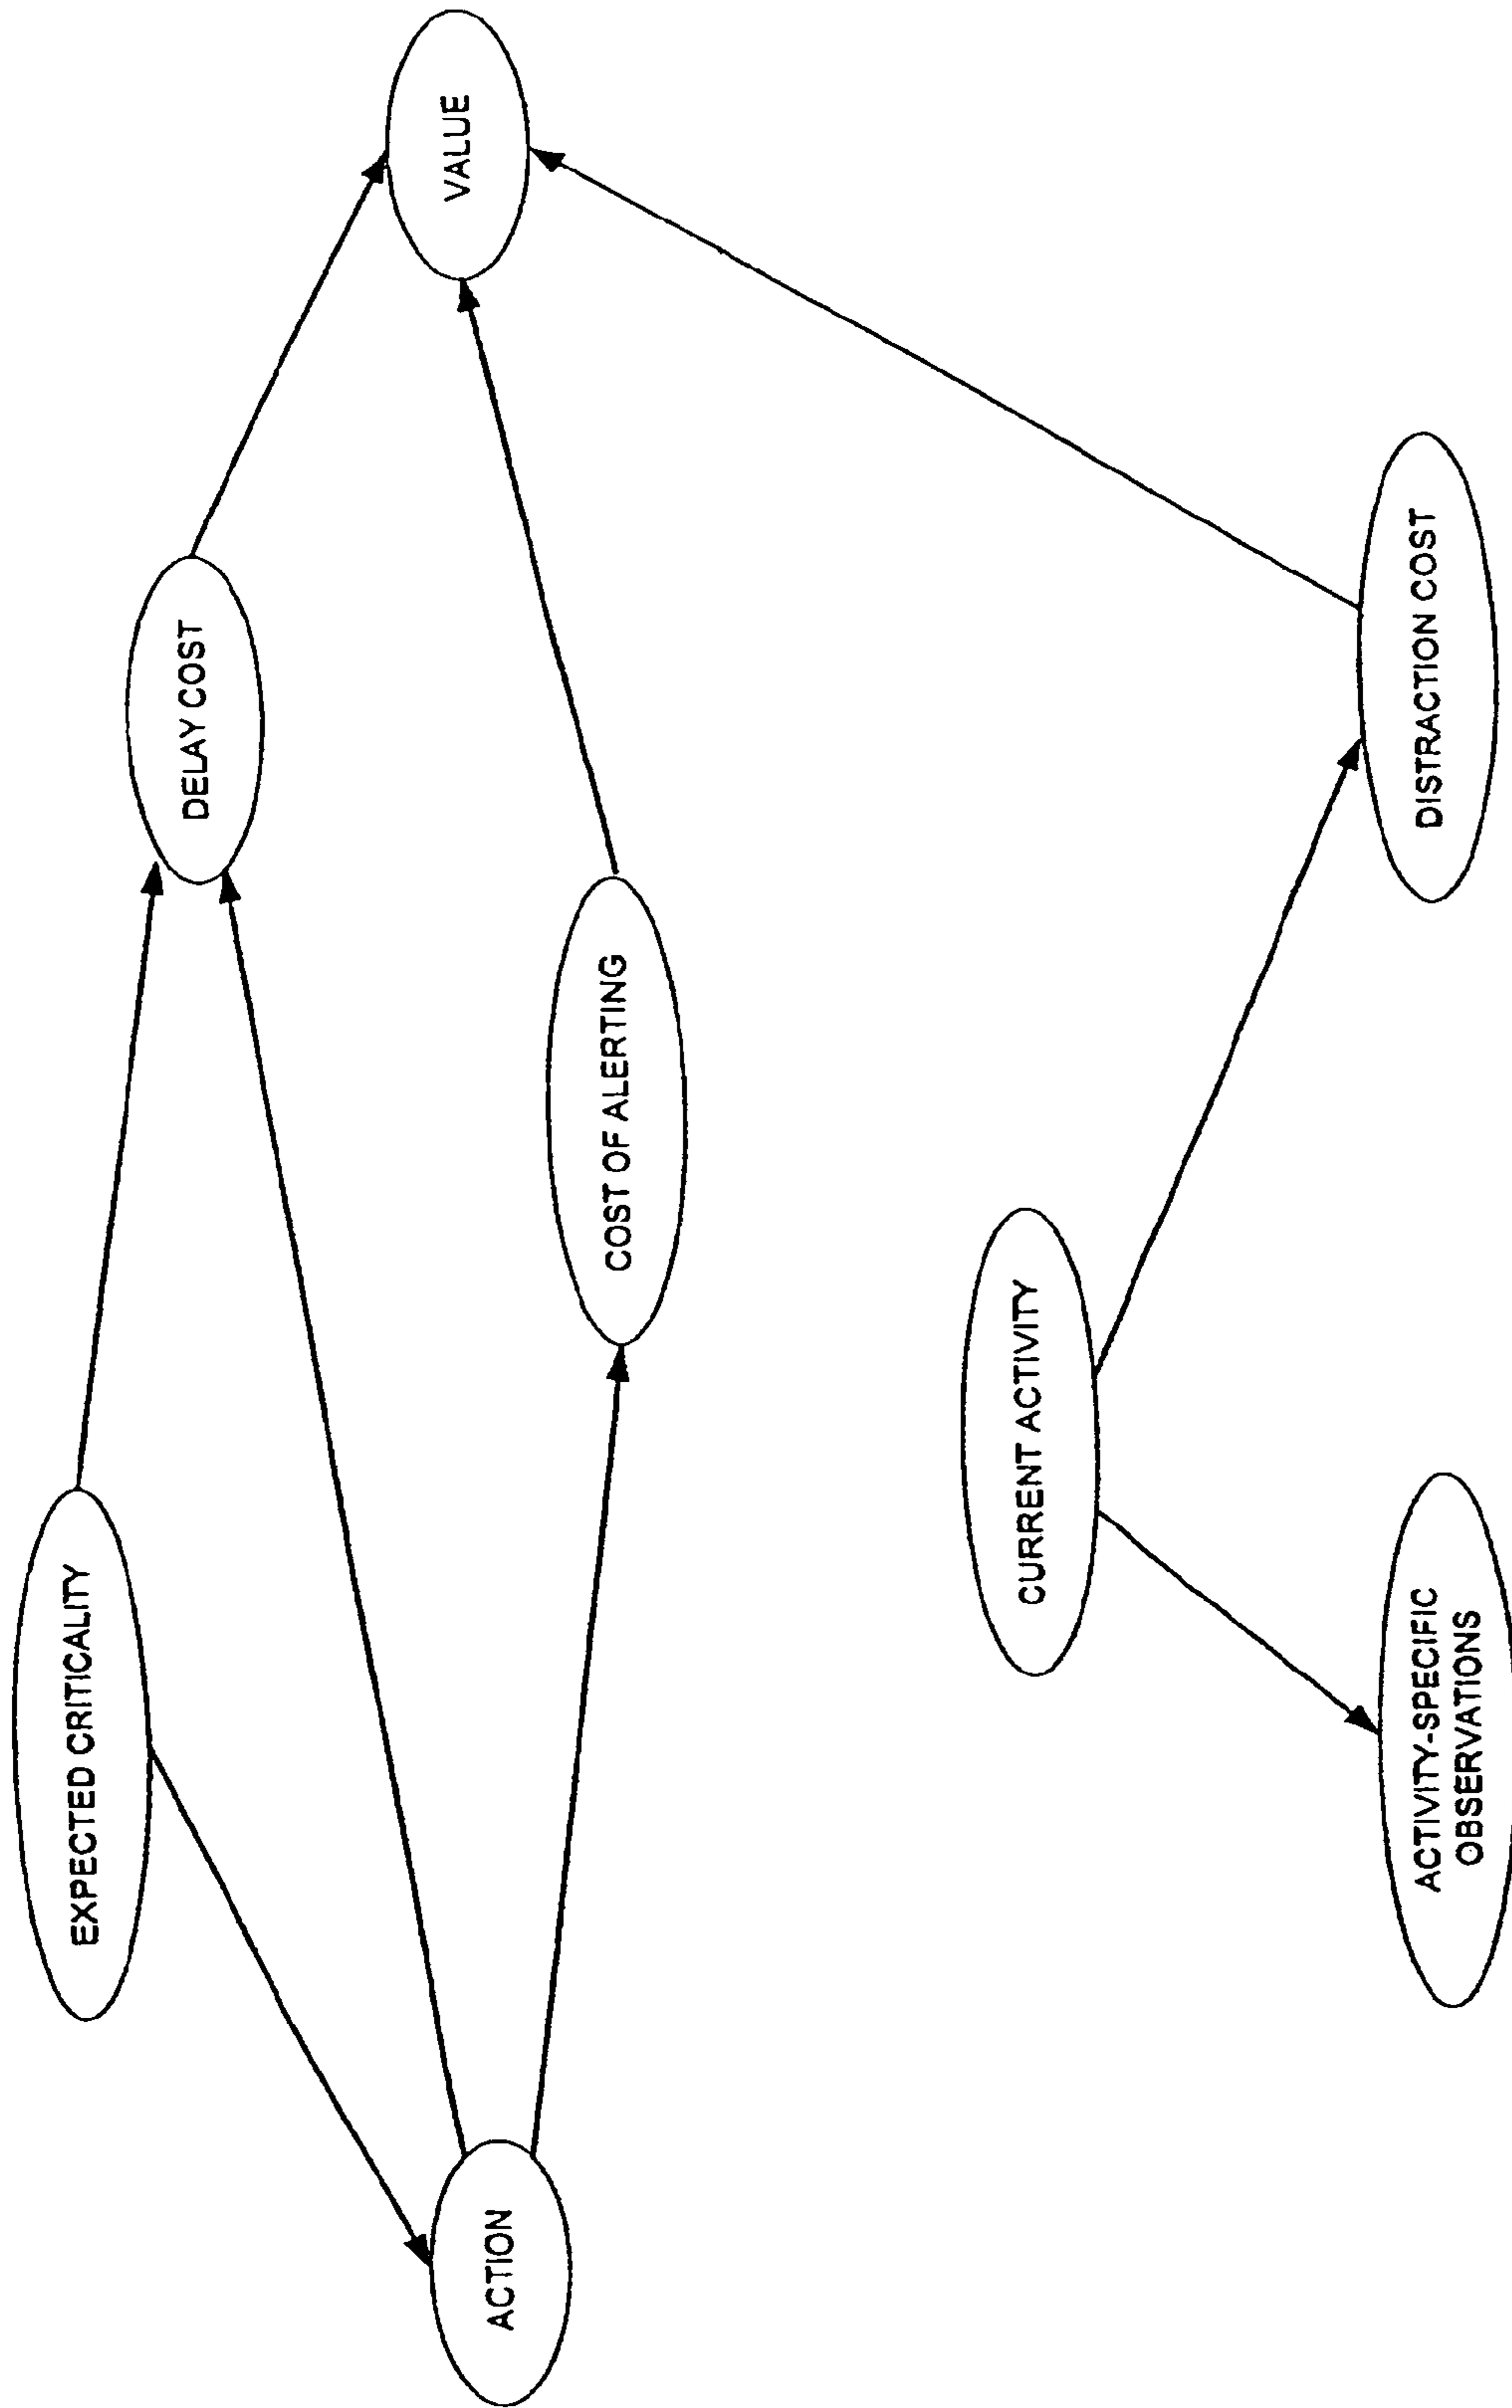 EXPECTED CRITICALITY
DELAY COST
ACTION
VALUE
COST OF ALERTING
CURRENT ACTIVITY
ACTIVITY-SPECIFIC
OBSERVATIONS
DISTRACTION COST